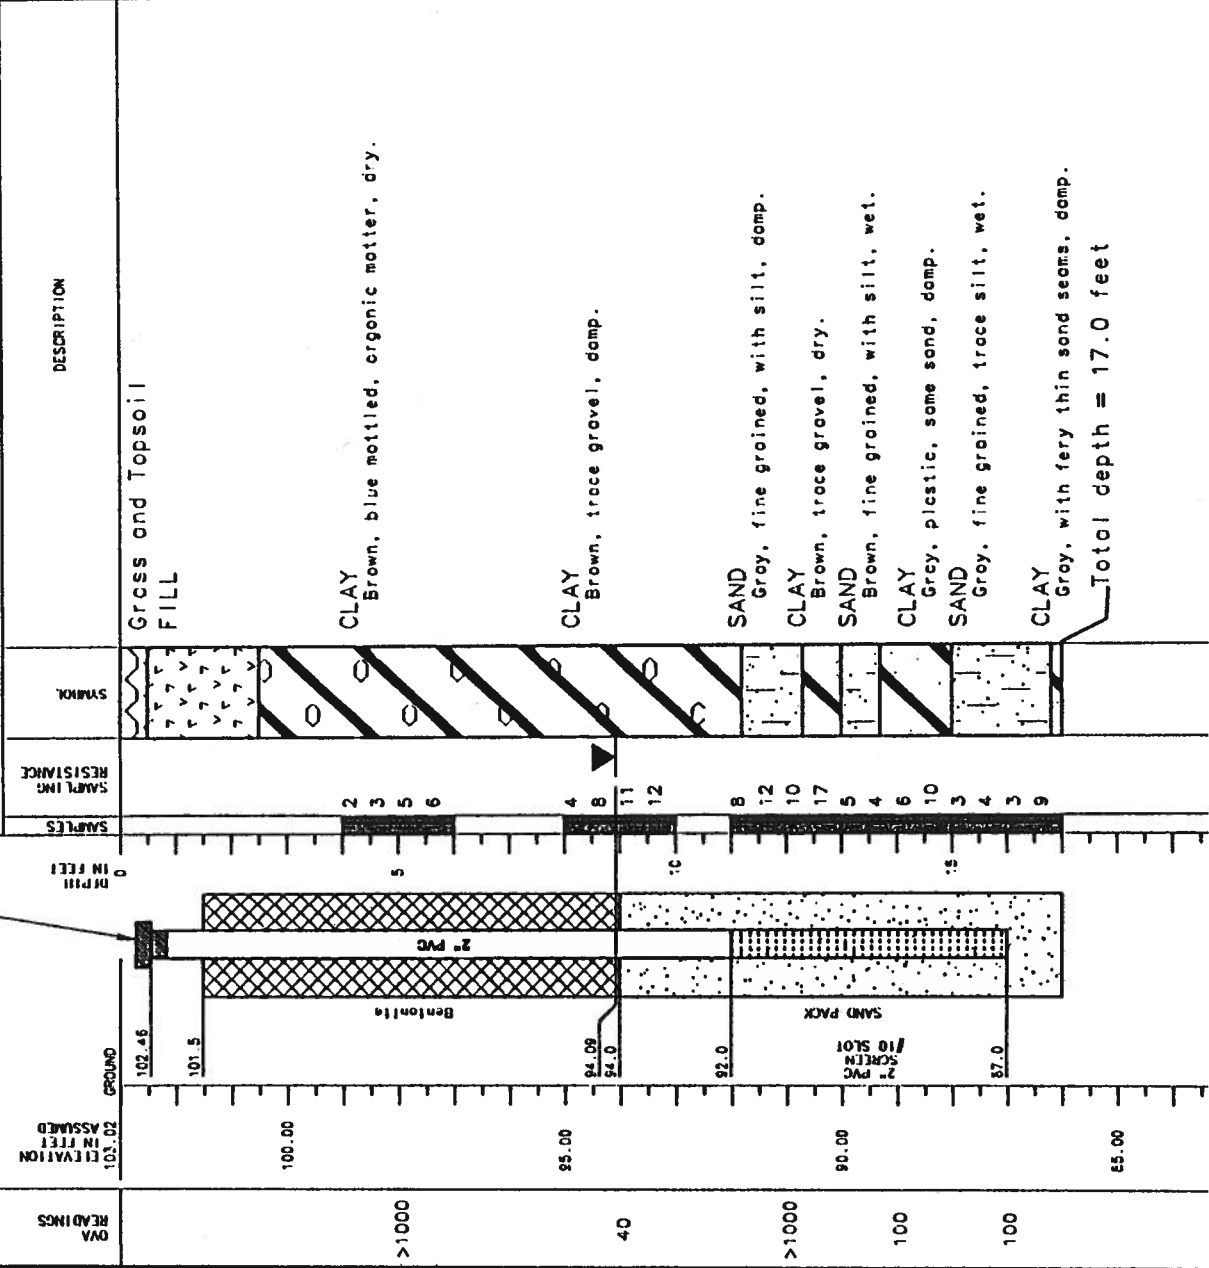 OVA
READINGS
ELEVATION
IN FEET
ASSUMED
103.02
GROUND
DEPTH
IN FEET
SAMPLES
SAMPLING
RESISTANCE
SYMBOL
DESCRIPTION
>1000
40
>1000
100
100
100.00
95.00
90.00
85.00
102.46
101.5
94.09
94.0
92.0
87.0
Bentonite
SAND PACK
2" PVC
2" PVC
SCREEN
#10 SLOT
0
5
10
15
2
3
5
6
4
8
11
12
8
12
10
17
5
4
6
10
3
4
3
9
Grass and Topsoil
FILL
CLAY
Brown, blue mottled, organic matter, dry.
CLAY
Brown, trace gravel, damp.
SAND
Gray, fine grained, with silt, damp.
CLAY
Brown, trace gravel, dry.
SAND
Brown, fine grained, with silt, wet.
CLAY
Gray, plastic, some sand, damp.
SAND
Gray, fine grained, trace silt, wet.
CLAY
Gray, with fery thin sand seams, damp.
Total depth = 17.0 feet